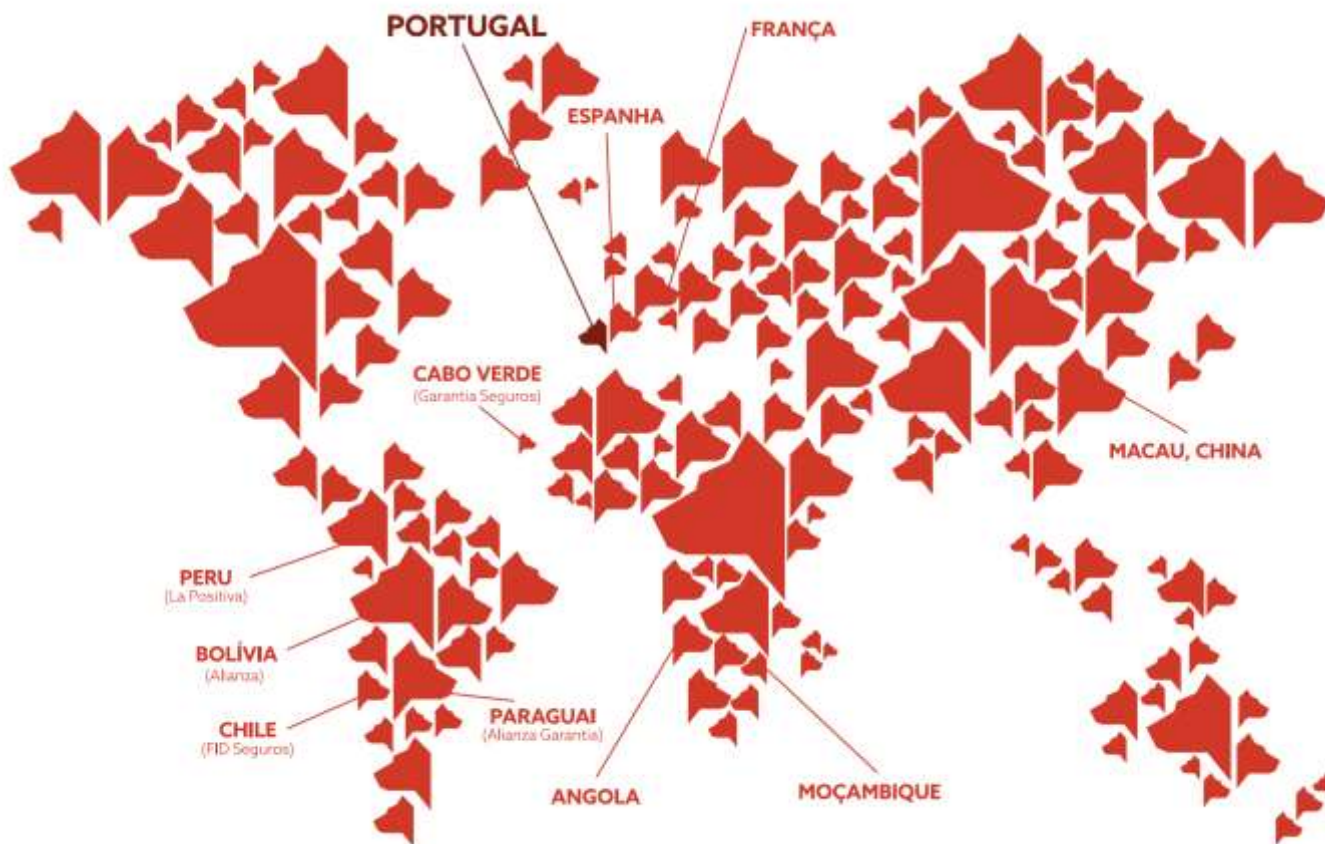 PORTUGAL
FRANÇA
ESPANHA
CABO VERDE
(Garantia Seguros)
MACAU, CHINA
PERU
(La Positiva)
BOLÍVIA
(Alianza)
CHILE
(FID Seguros)
PARAGUAI
(Alianza Garantia)
ANGOLA
MOÇAMBIQUE